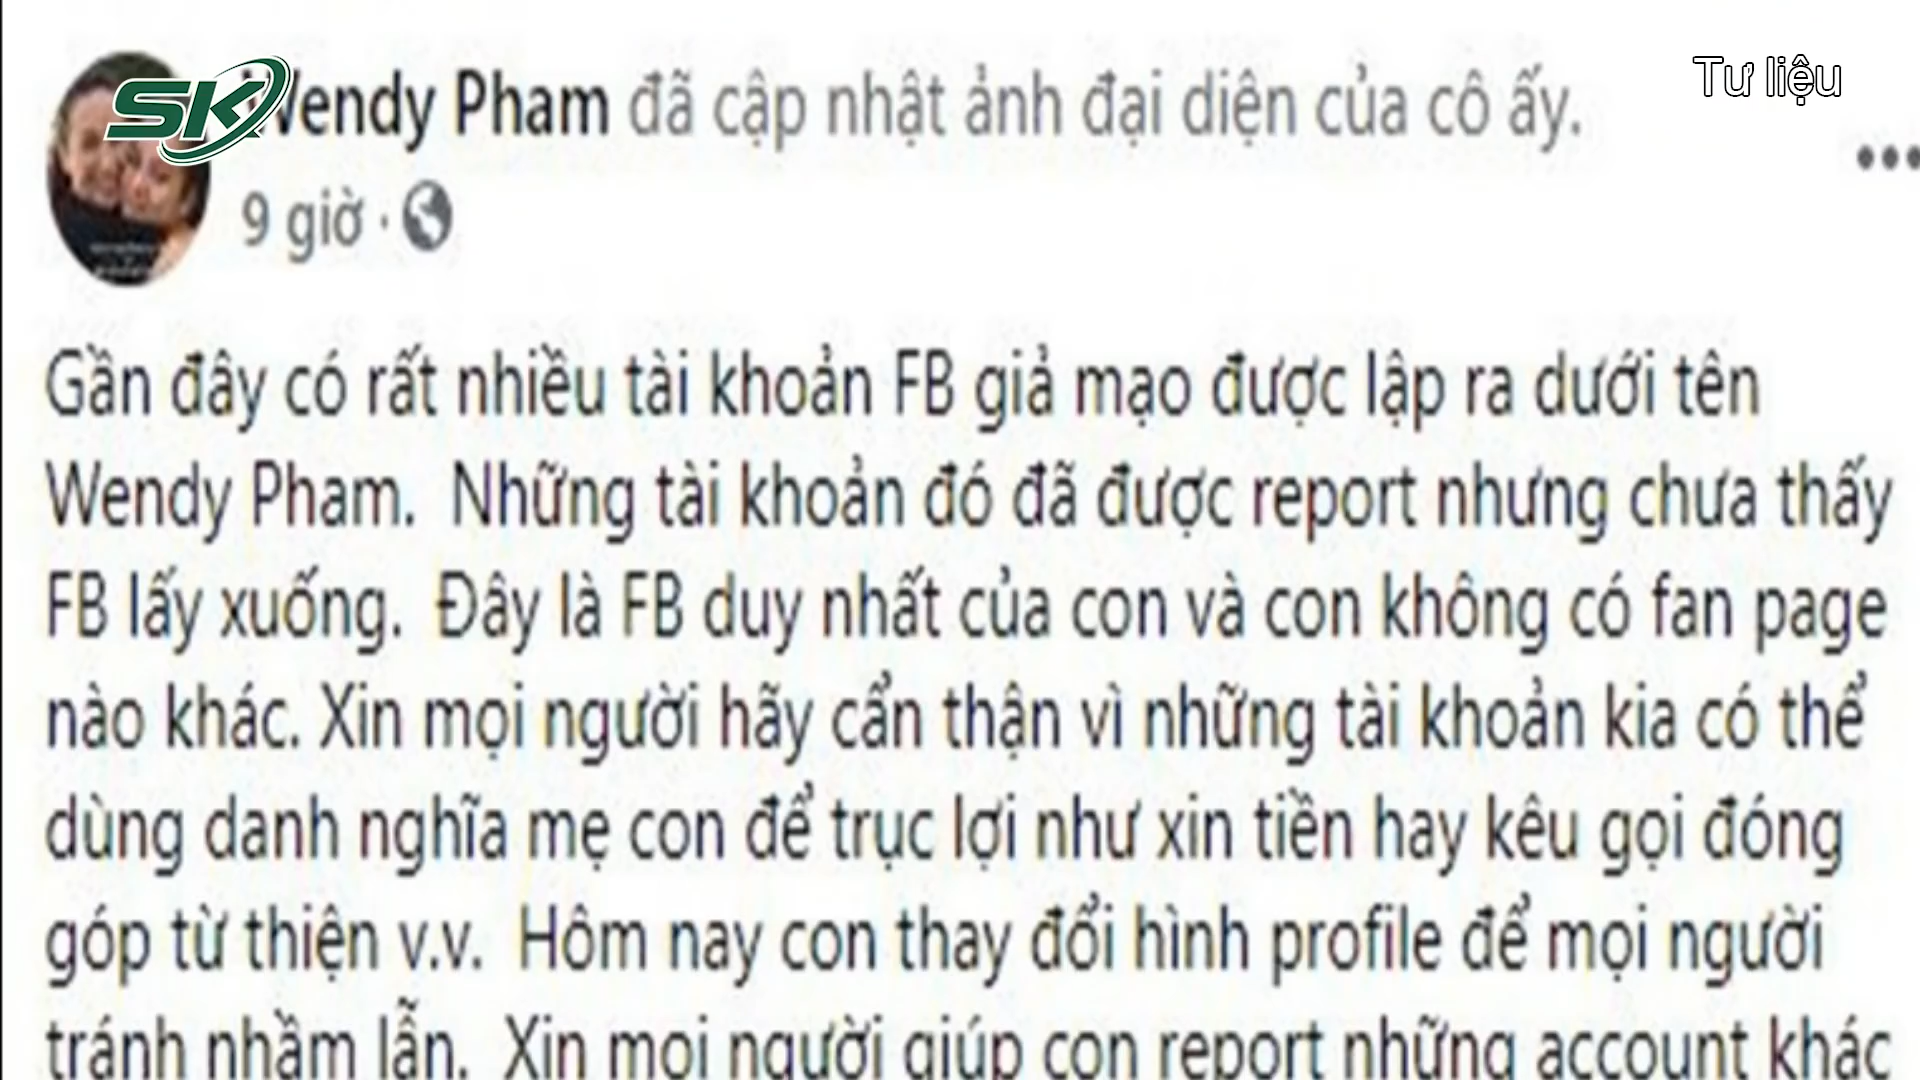 SK
Wendy Pham đã cập nhật ảnh đại diện của cô ấy.
Tư liệu
9 giờ ·
Gần đây có rất nhiều tài khoản FB giả mạo được lập ra dưới tên
Wendy Pham. Những tài khoản đó đã được report nhưng chưa thấy
FB lấy xuống. Đây là FB duy nhất của con và con không có fan page
nào khác. Xin mọi người hãy cẩn thận vì những tài khoản kia có thể
dùng danh nghĩa mẹ con để trục lợi như xin tiền hay kêu gọi đóng
góp từ thiện v.v. Hôm nay con thay đổi hình profile để mọi người
tránh nhầm lẫn. Xin mọi người giúp con report những account khác